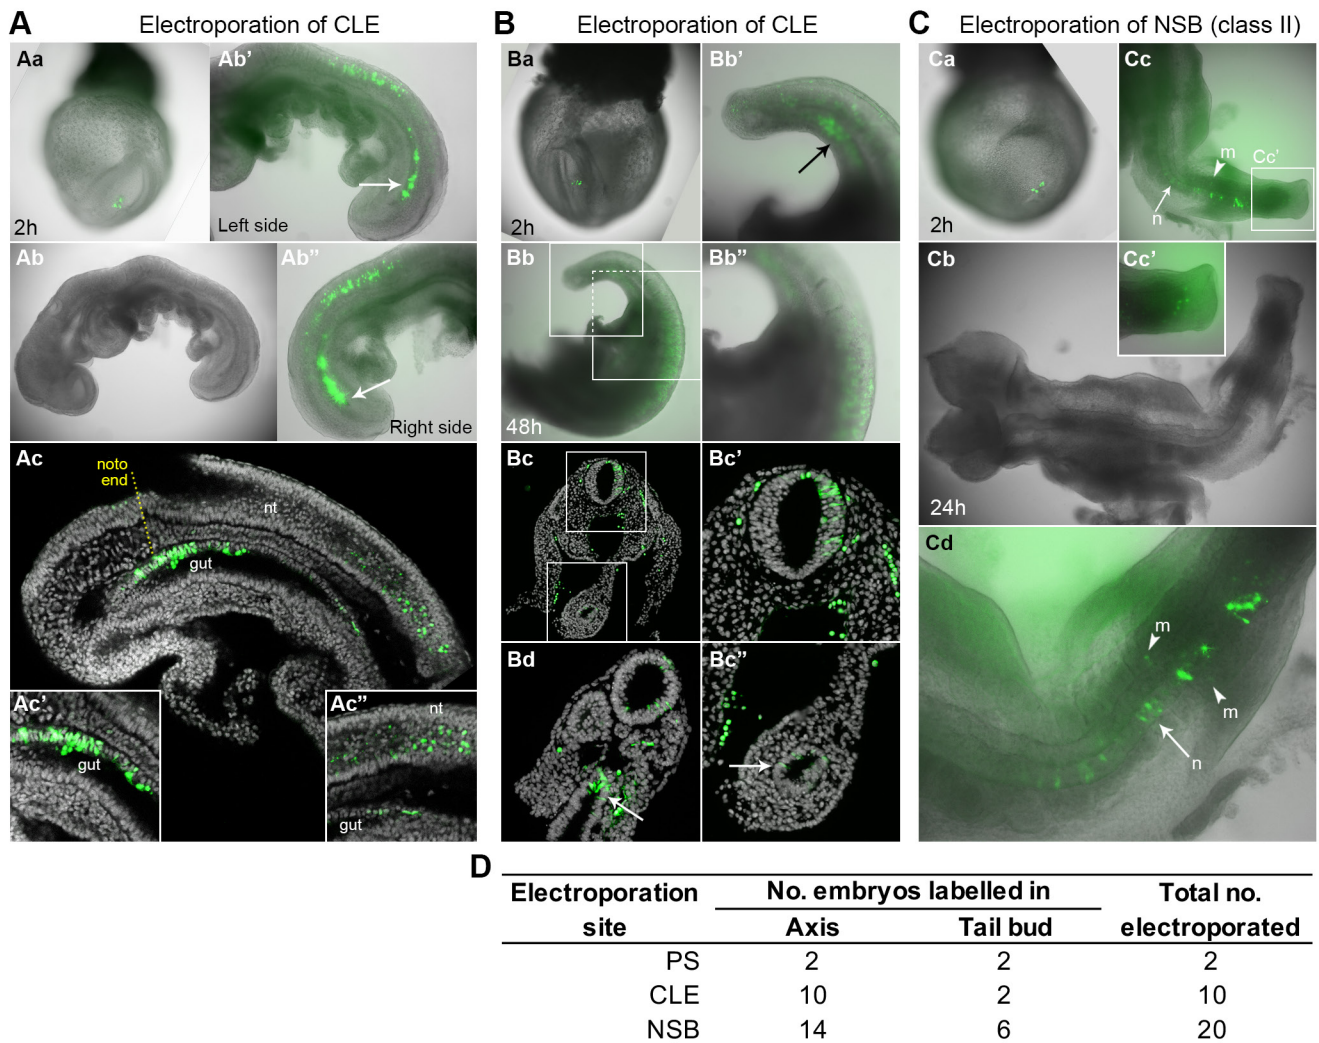 A Electroporation of CLE
Aa
2h
Ab’
Left side
Ab
Ab”
Right side
Ac
noto
end
nt
gut
Ac’
gut
Ac”
nt
gut
B Electroporation of CLE
Ba
2h
Bb’
Bb
48h
Bb”
Bc
Bc’
Bd
Bc”
C Electroporation of NSB (class II)
Ca
2h
Cc
m
Cc’
n
Cb
Cc’
24h
Cd
m
m
n
D
Electroporation No. embryos labelled in Total no.
site Axis Tail bud electroporated
PS 2 2 2
CLE 10 2 10
NSB 14 6 20